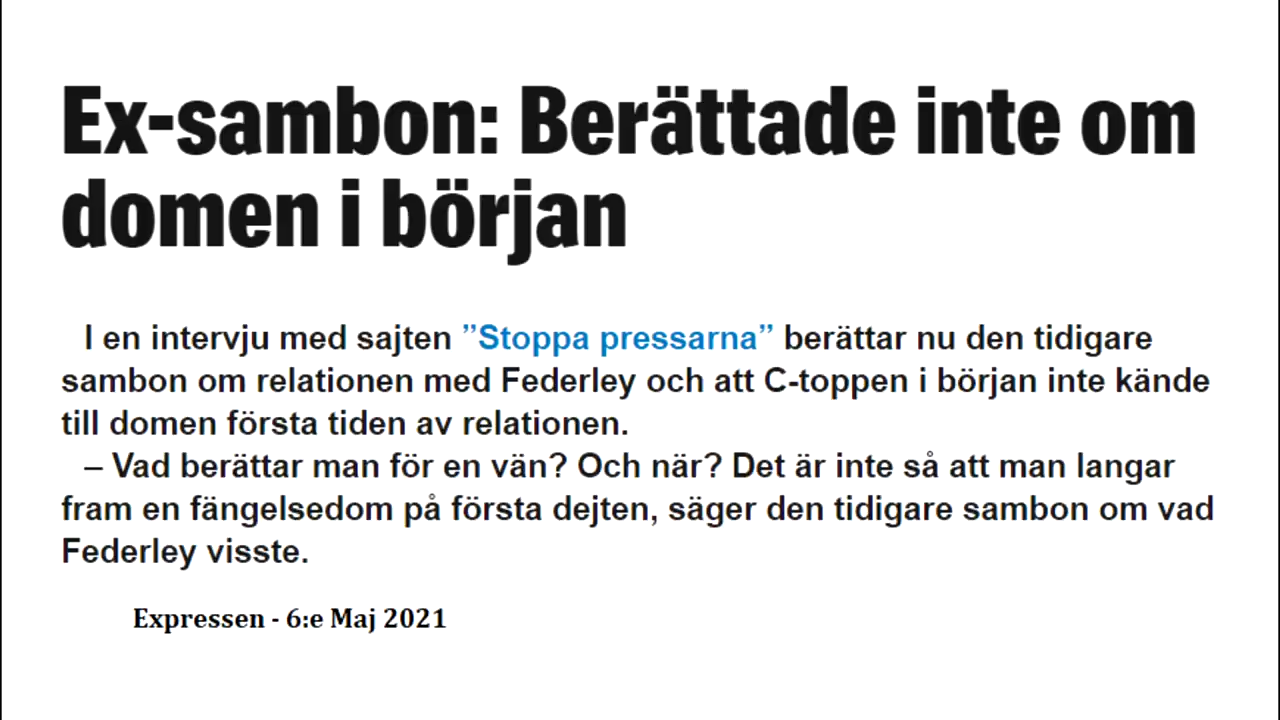 Ex-sambon: Berättade inte om
domen i början
I en intervju med sajten ”Stoppa pressarna” berättar nu den tidigare
sambon om relationen med Federley och att C-toppen i början inte kände
till domen första tiden av relationen.
– Vad berättar man för en vän? Och när? Det är inte så att man langar
fram en fängelsedom på första dejten, säger den tidigare sambon om vad
Federley visste.
Expressen - 6:e Maj 2021